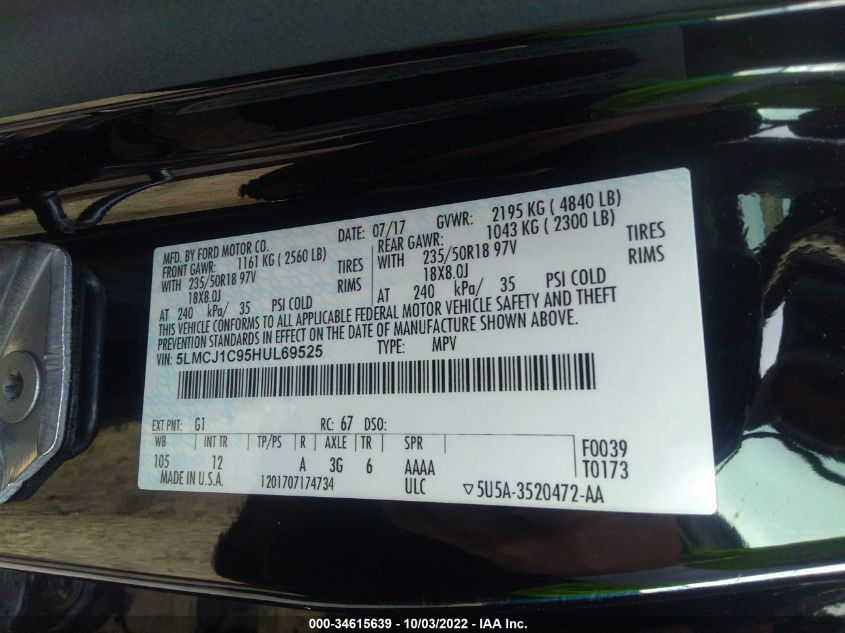 MFD. BY FORD MOTOR CO.
DATE: 07/17 GVWR: 2195 KG ( 4840 LB)
FRONT GAWR: 1161 KG ( 2560 LB)
REAR GAWR: 1043 KG ( 2300 LB)
WITH 235/50R18 97V TIRES
WITH 235/50R18 97V TIRES
18X8.0J RIMS
18X8.0J RIMS
AT 240 kPa/ 35 PSI COLD
AT 240 kPa/ 35 PSI COLD
THIS VEHICLE CONFORMS TO ALL APPLICABLE FEDERAL MOTOR VEHICLE SAFETY AND THEFT
PREVENTION STANDARDS IN EFFECT ON THE DATE OF MANUFACTURE SHOWN ABOVE.
VIN: 5LMCJ1C95HUL69525 TYPE: MPV
EXT PNT: G1 RC: 67 DSO:
WB INT TR TP/PS R AXLE TR SPR
105 12 A 3G 6 AAAA
F0039
T0173
MADE IN U.S.A. 1201707174734 ULC ▽5U5A-3520472-AA
000-34615639 - 10/03/2022 - IAA Inc.